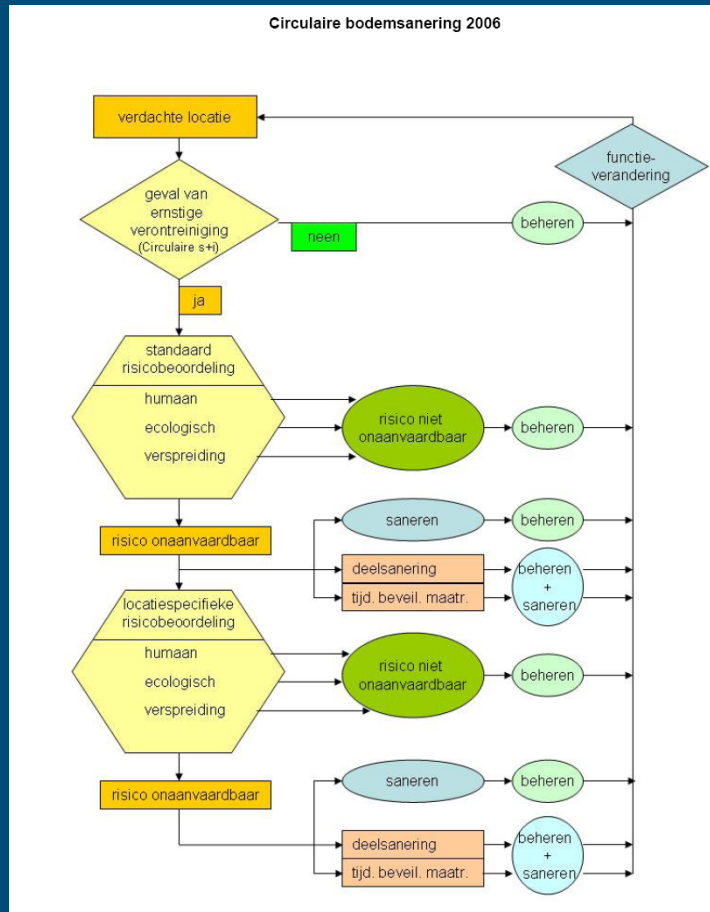 Circulaire bodemsanering 2006
verdachte locatie
functie-
verandering
geval van
ernstige
verontreiniging
(Circulaire s+i)
neen
beheren
ja
standaard
risicobeoordeling
humaan
ecologisch
verspreiding
risico niet
onaanvaardbaar
beheren
risico onaanvaardbaar
saneren
beheren
deelsanering
tijd. beveil. maatr.
beheren
+
saneren
locatiespecifieke
risicobeoordeling
humaan
ecologisch
verspreiding
risico niet
onaanvaardbaar
beheren
risico onaanvaardbaar
saneren
beheren
deelsanering
tijd. beveil. maatr.
beheren
+
saneren